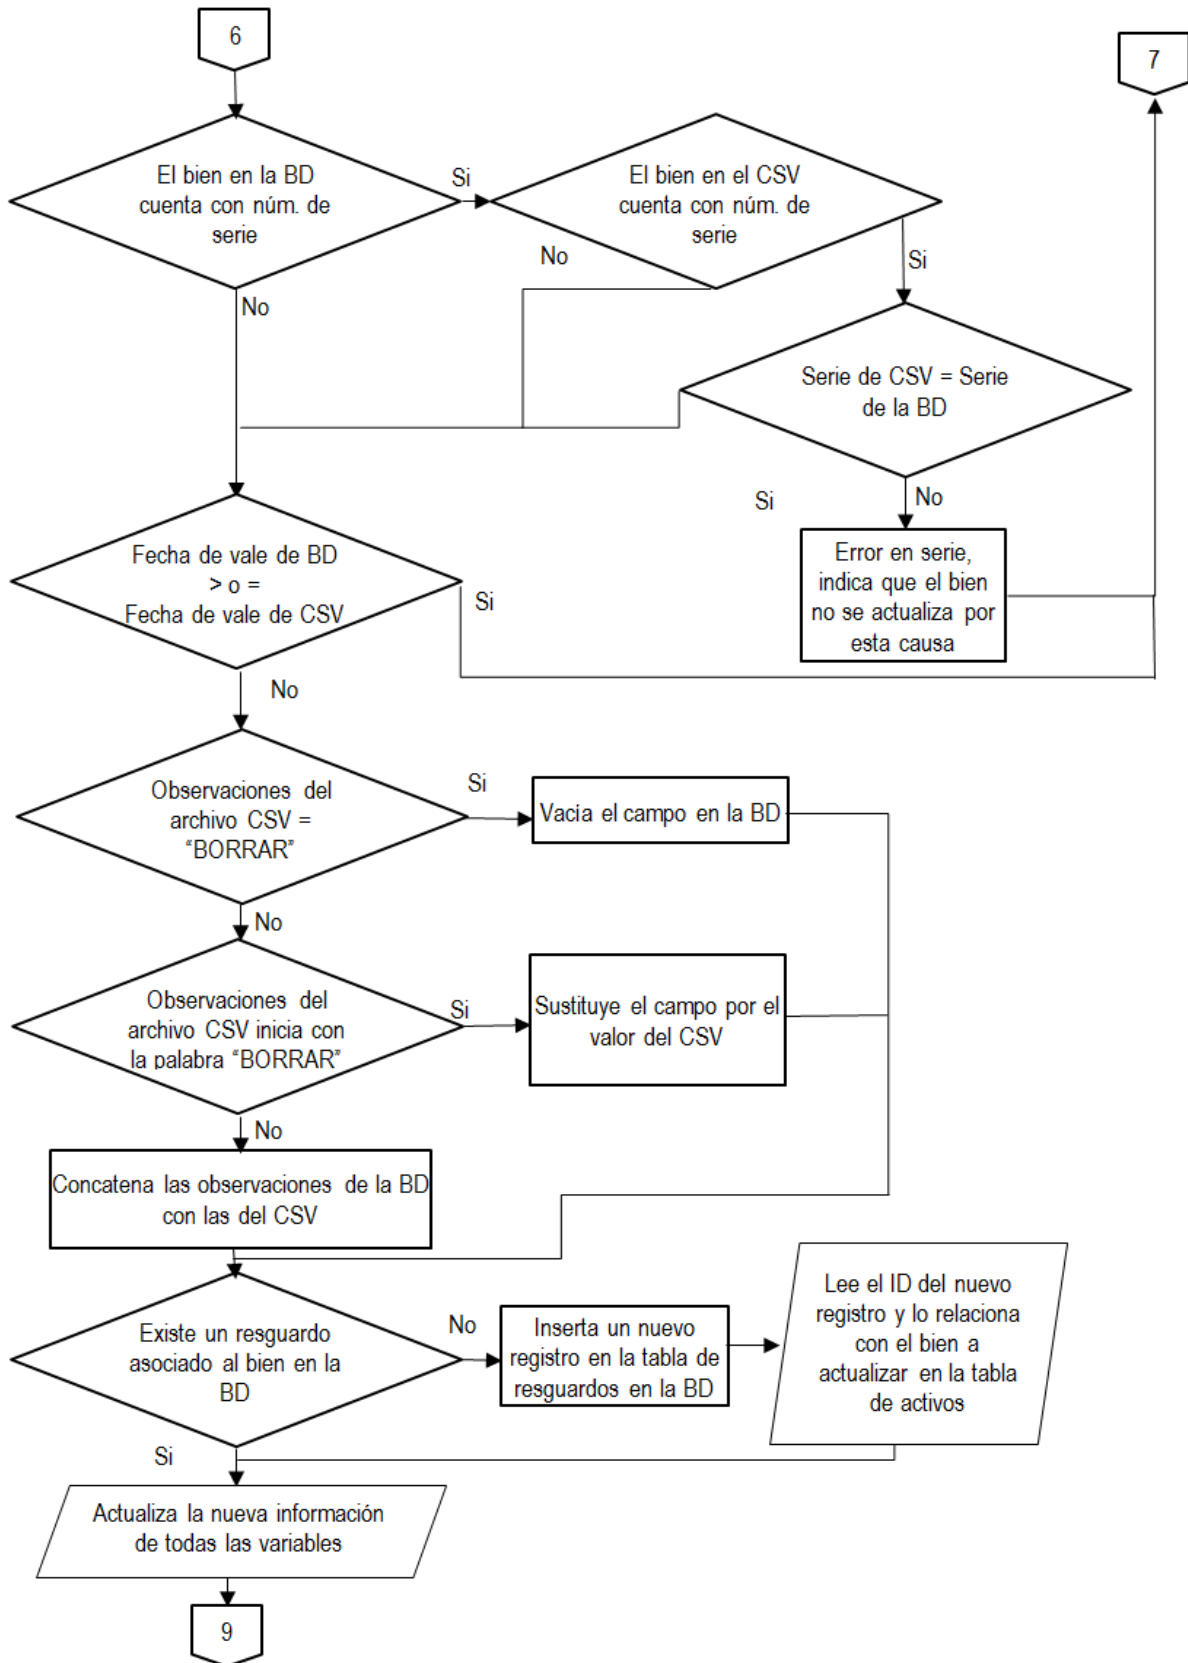 6
7
El bien en la BD
cuenta con núm. de
serie
Si
El bien en el CSV
cuenta con núm. de
serie
No
Si
No
Serie de CSV = Serie
de la BD
Si
No
Fecha de vale de BD
> o =
Fecha de vale de CSV
Si
Error en serie,
indica que el bien
no se actualiza por
esta causa
No
Observaciones del
archivo CSV =
“BORRAR”
Si
Vacía el campo en la BD
No
Observaciones del
archivo CSV inicia con
la palabra “BORRAR”
Si
Sustituye el campo por el
valor del CSV
No
Concatena las observaciones de la BD
con las del CSV
Existe un resguardo
asociado al bien en la
BD
No
Inserta un nuevo
registro en la tabla de
resguardos en la BD
Lee el ID del nuevo
registro y lo relaciona
con el bien a
actualizar en la tabla
de activos
Si
Actualiza la nueva información
de todas las variables
9